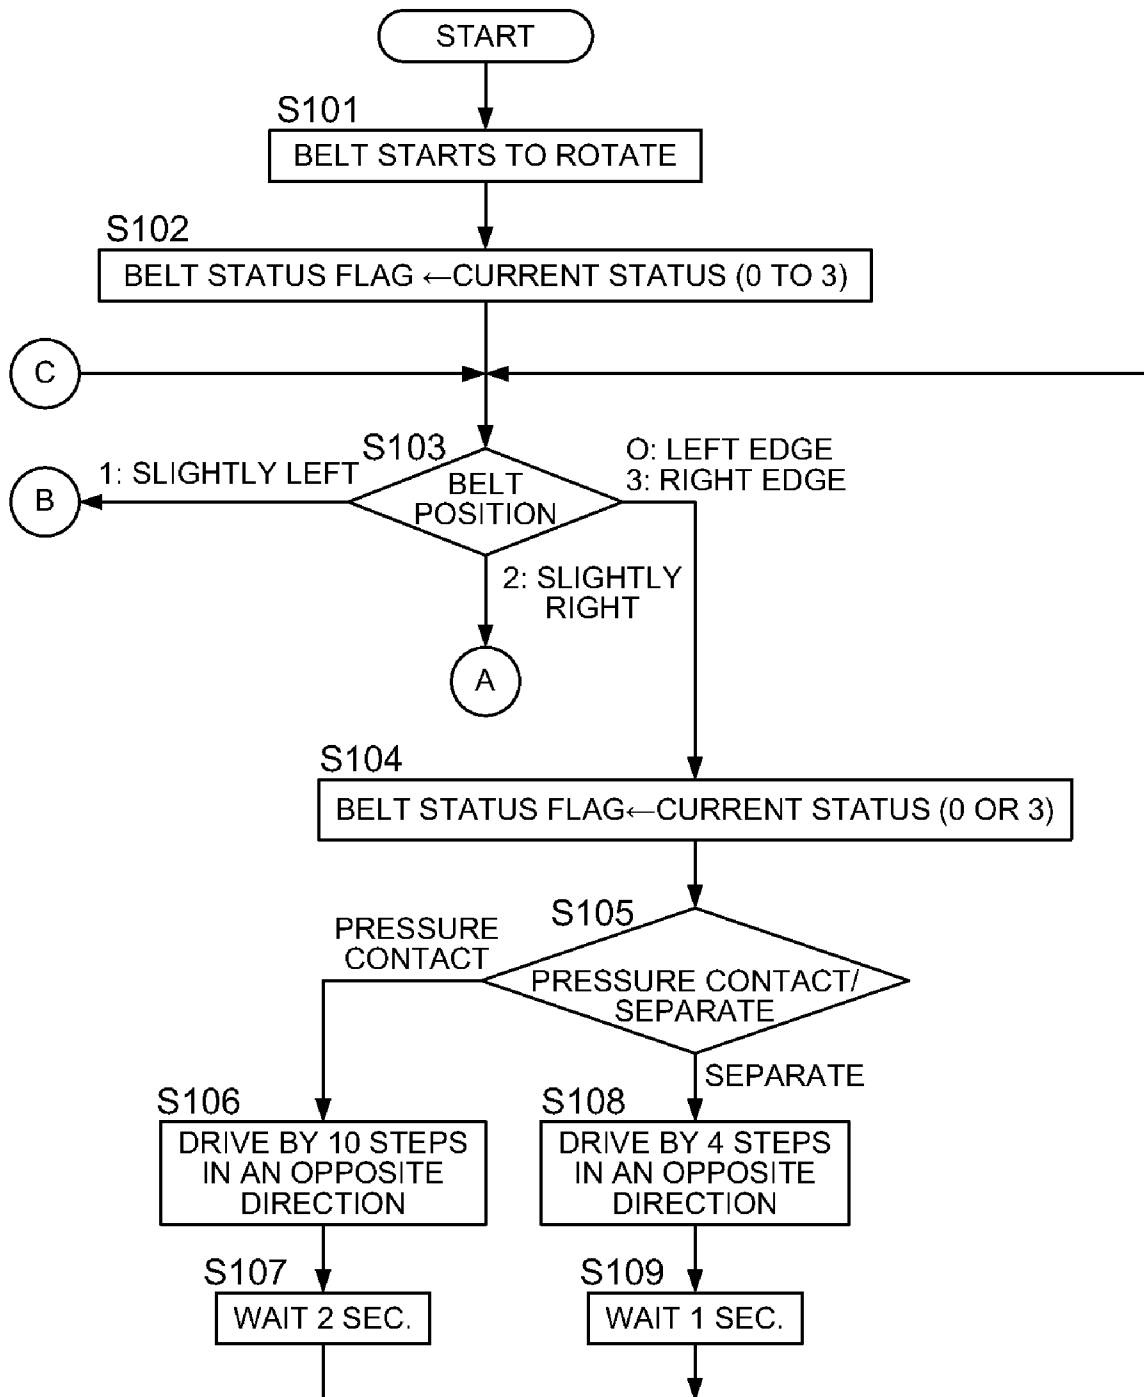 START
S101
BELT STARTS TO ROTATE
S102
BELT STATUS FLAG ←CURRENT STATUS (0 TO 3)
C
S103
1: SLIGHTLY LEFT
O: LEFT EDGE
3: RIGHT EDGE
B
BELT
POSITION
2: SLIGHTLY
RIGHT
A
S104
BELT STATUS FLAG←CURRENT STATUS (0 OR 3)
S105
PRESSURE
CONTACT
PRESSURE CONTACT/
SEPARATE
SEPARATE
S106
DRIVE BY 10 STEPS
IN AN OPPOSITE
DIRECTION
S108
DRIVE BY 4 STEPS
IN AN OPPOSITE
DIRECTION
S107
WAIT 2 SEC.
S109
WAIT 1 SEC.